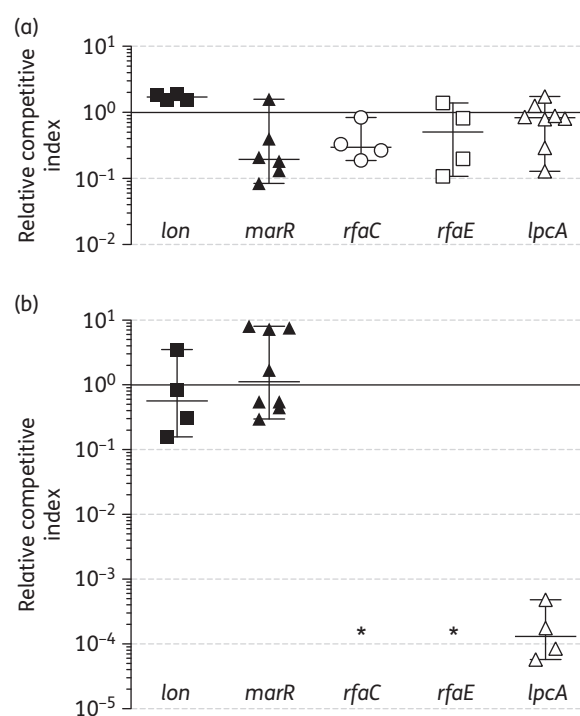 (a)
Relative competitive
index
10¹
10⁰
10⁻¹
10⁻²
lon marR rfaC rfaE lpcA
(b)
Relative competitive
index
10¹
10⁰
10⁻¹
10⁻²
10⁻³
10⁻⁴
10⁻⁵
* *
lon marR rfaC rfaE lpcA